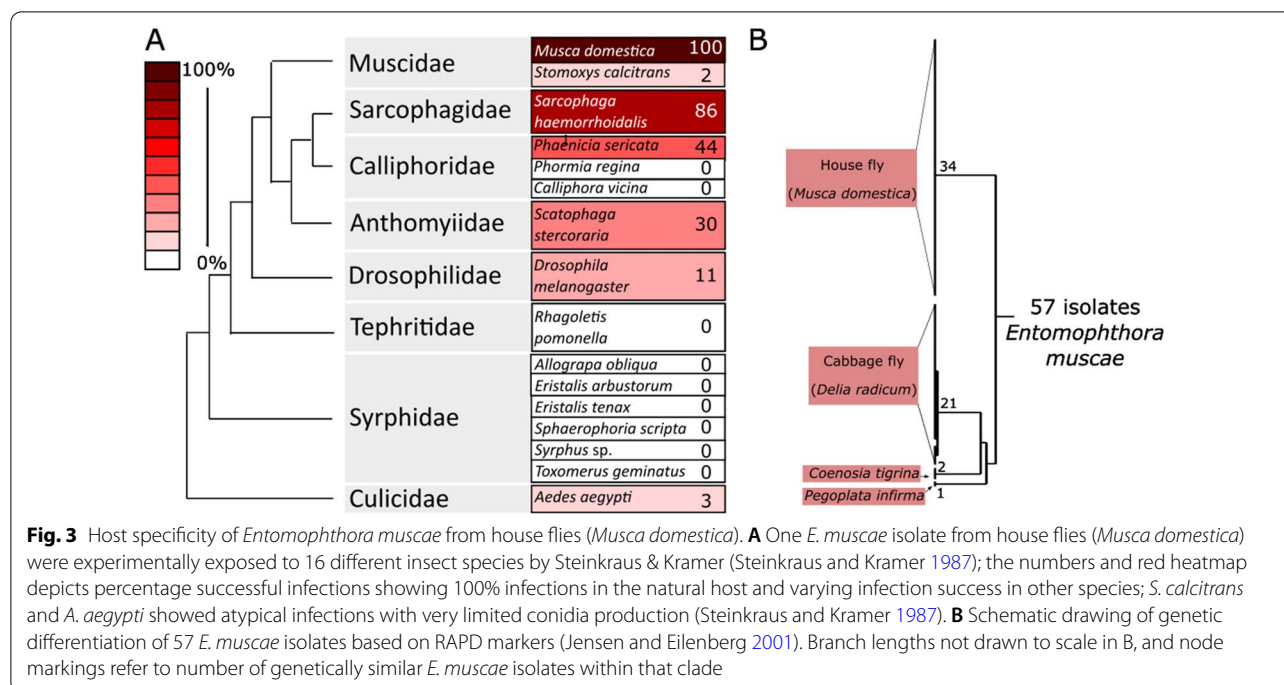 A
100%
0%
Muscidae
Musca domestica 100
Stomoxys calcitrans 2
Sarcophagidae
Sarcophaga
haemorrhoidalis
86
Calliphoridae
Phaenicia sericata 44
Phormia regina 0
Calliphora vicina 0
Anthomyiidae
Scatophaga
stercoraria
30
Drosophilidae
Drosophila
melanogaster
11
Tephritidae
Rhagoletis
pomonella
0
Syrphidae
Allograpa obliqua 0
Eristalis arbustorum 0
Eristalis tenax 0
Sphaerophoria scripta 0
Syrphus sp. 0
Toxomerus geminatus 0
Culicidae
Aedes aegypti 3
B
House fly
(Musca domestica)
34
Cabbage fly
(Delia radicum)
21
Coenosia tigrina
2
Pegoplata infirma
1
57 isolates
Entomophthora
muscae
Fig. 3 Host specificity of Entomophthora muscae from house flies (Musca domestica). A One E. muscae isolate from house flies (Musca domestica)
were experimentally exposed to 16 different insect species by Steinkraus & Kramer (Steinkraus and Kramer 1987); the numbers and red heatmap
depicts percentage successful infections showing 100% infections in the natural host and varying infection success in other species; S. calcitrans
and A. aegypti showed atypical infections with very limited conidia production (Steinkraus and Kramer 1987). B Schematic drawing of genetic
differentiation of 57 E. muscae isolates based on RAPD markers (Jensen and Eilenberg 2001). Branch lengths not drawn to scale in B, and node
markings refer to number of genetically similar E. muscae isolates within that clade